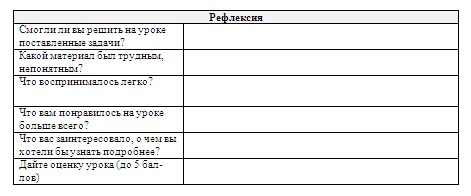 Рефлексия
Смогли ли вы решить на уроке
поставленные задачи?
Какой материал был трудным,
непонятным?
Что воспринималось легко?
Что вам понравилось на уроке
больше всего?
Что вас заинтересовало, о чем вы
хотели бы узнать подробнее?
Дайте оценку урока (до 5 бал-
лов)